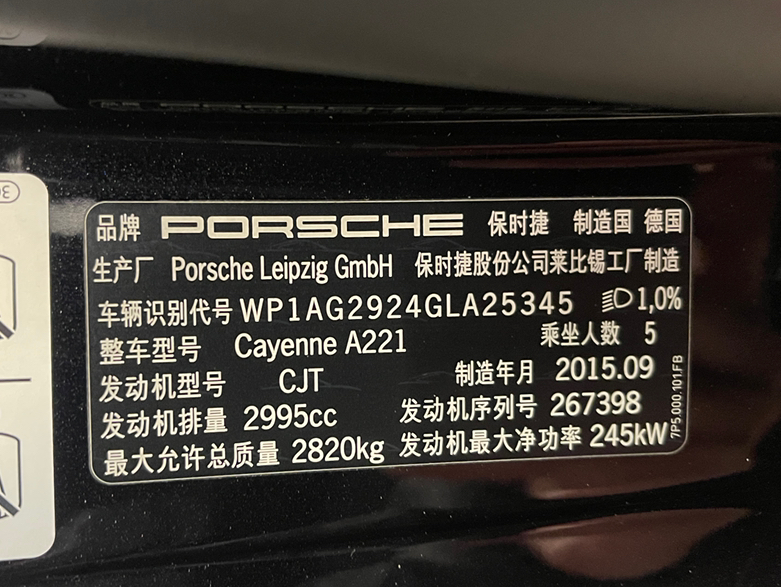 品牌 PORSCHE 保时捷 制造国 德国
生产厂 Porsche Leipzig GmbH 保时捷股份公司莱比锡工厂制造
车辆识别代号 WP1AG2924GLA25345 1,0%
整车型号 Cayenne A221 乘坐人数 5
发动机型号 CJT 制造年月 2015.09
发动机排量 2995cc 发动机序列号 267398
最大允许总质量 2820kg 发动机最大净功率 245kW
7P5.000.101.FB